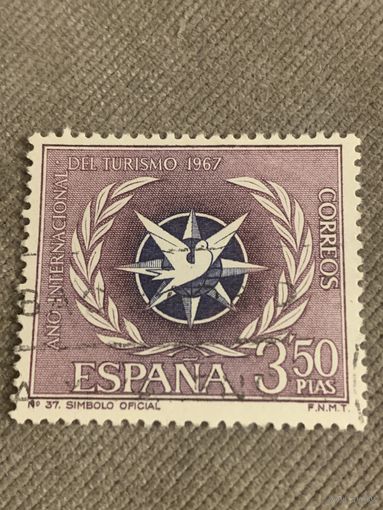 AÑO · INTERNACIONAL · DEL TURISMO · 1967
CORREOS
ESPAÑA 3,50
PTAS
Nº 37. SIMBOLO OFICIAL F.N.M.T.